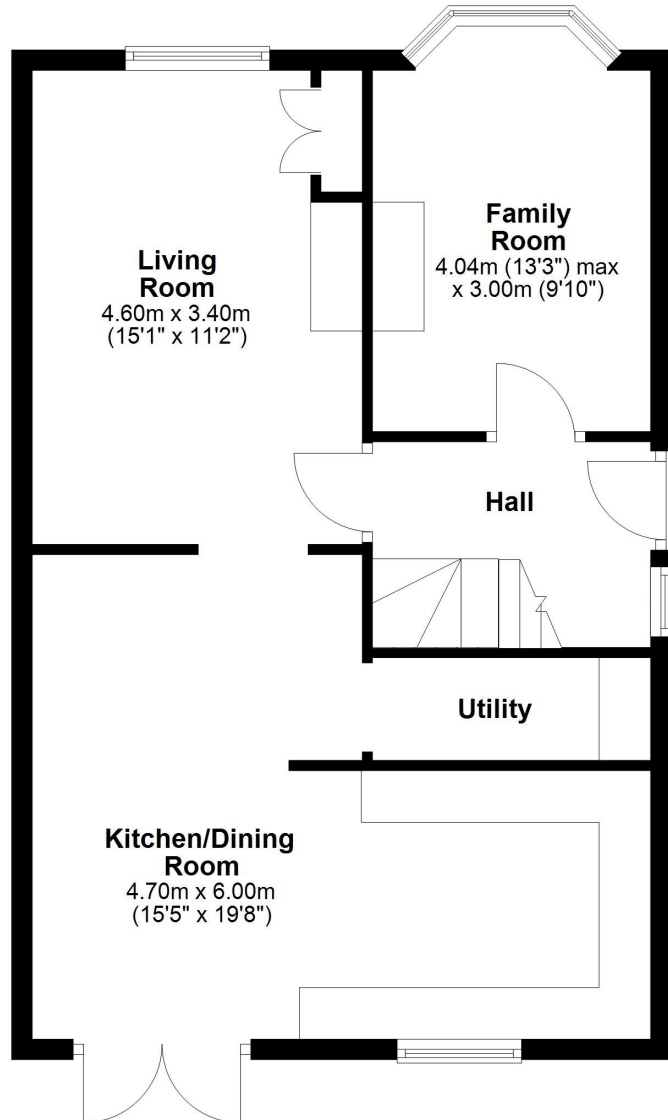 Family
Room
4.04m (13'3") max
x 3.00m (9'10")
Living
Room
4.60m x 3.40m
(15'1" x 11'2")
Hall
Utility
Kitchen/Dining
Room
4.70m x 6.00m
(15'5" x 19'8")